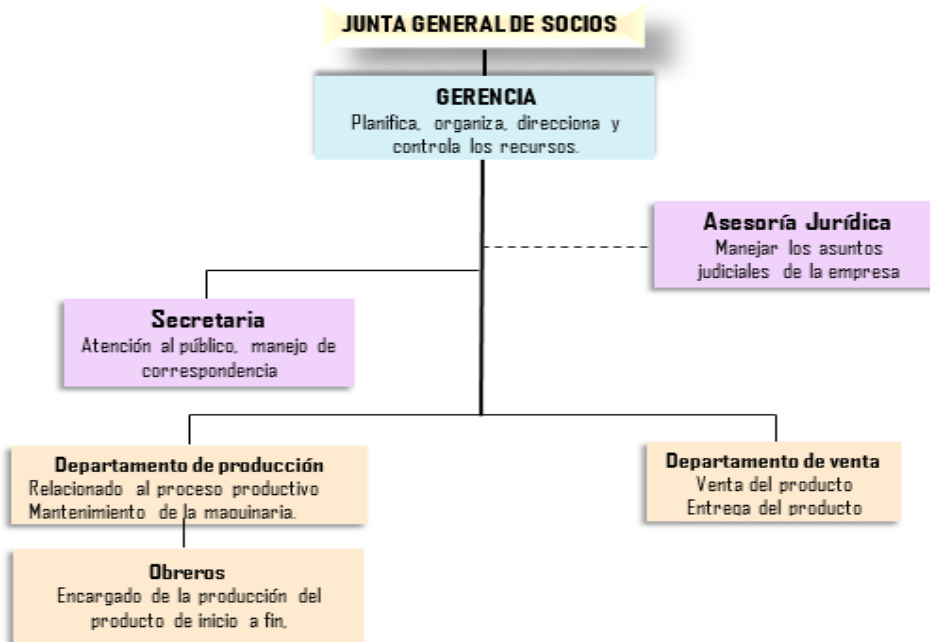 JUNTA GENERAL DE SOCIOS
GERENCIA
Planifica, organiza, direcciona y
controla los recursos.
Asesoría Jurídica
Manejar los asuntos
judiciales de la empresa
Secretaria
Atención al público, manejo de
correspondencia
Departamento de producción
Relacionado al proceso productivo
Mantenimiento de la maquinaria.
Departamento de venta
Venta del producto
Entrega del producto
Obreros
Encargado de la producción del
producto de inicio a fin,